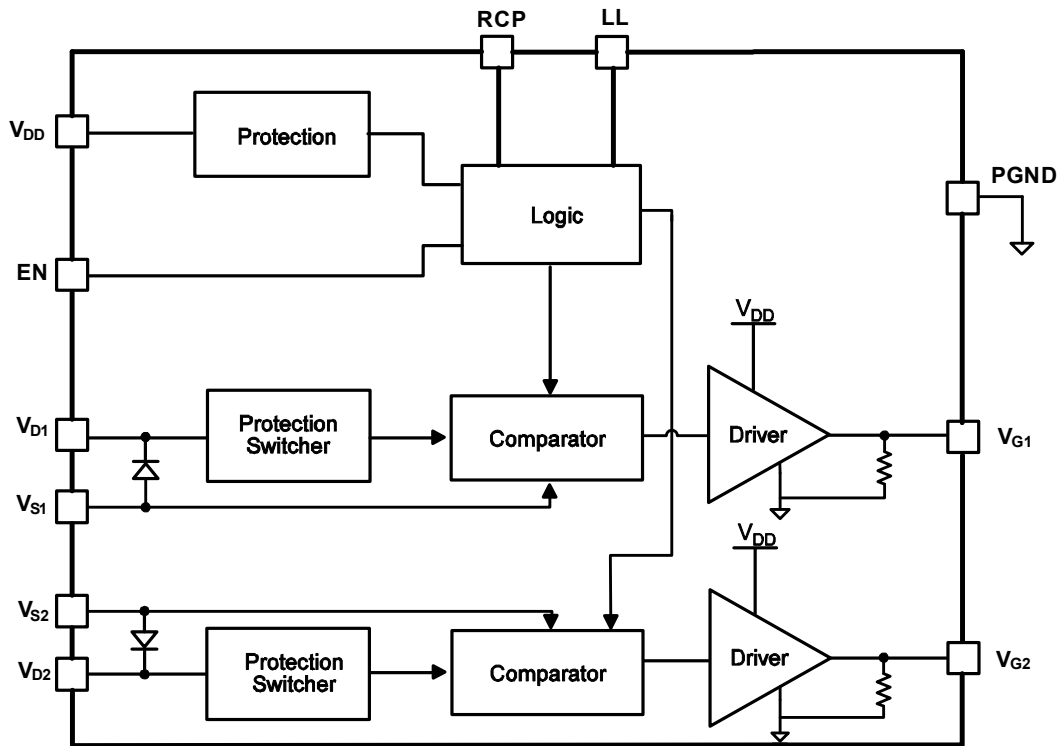 RCP
LL
VDD
Protection
PGND
Logic
EN
VDD
VD1
Protection
Switcher
Comparator
Driver
VG1
VS1
VDD
VS2
VD2
Protection
Switcher
Comparator
Driver
VG2